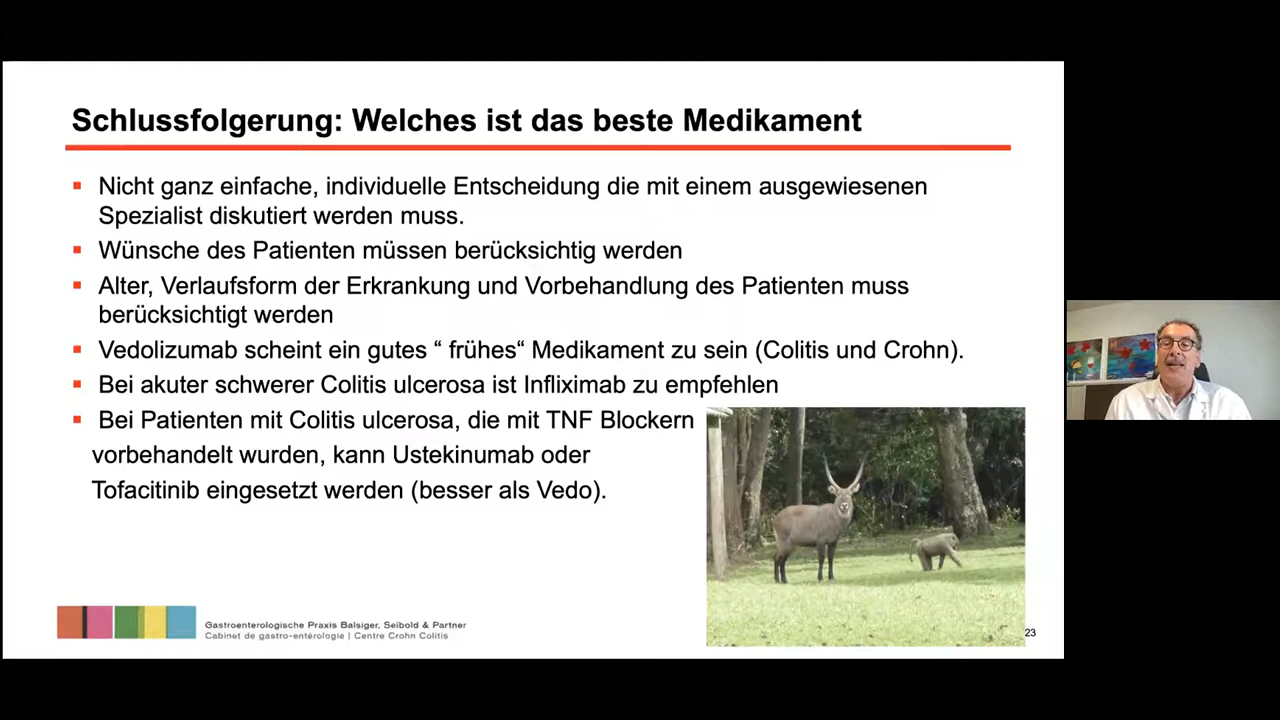 Schlussfolgerung: Welches ist das beste Medikament
Nicht ganz einfache, individuelle Entscheidung die mit einem ausgewiesenen
Spezialist diskutiert werden muss.
Wünsche des Patienten müssen berücksichtig werden
Alter, Verlaufsform der Erkrankung und Vorbehandlung des Patienten muss
berücksichtigt werden
Vedolizumab scheint ein gutes “ frühes“ Medikament zu sein (Colitis und Crohn).
Bei akuter schwerer Colitis ulcerosa ist Infliximab zu empfehlen
Bei Patienten mit Colitis ulcerosa, die mit TNF Blockern
vorbehandelt wurden, kann Ustekinumab oder
Tofacitinib eingesetzt werden (besser als Vedo).
Gastroenterologische Praxis Balsiger, Seibold & Partner
Cabinet de gastro-entérologie | Centre Crohn Colitis
23